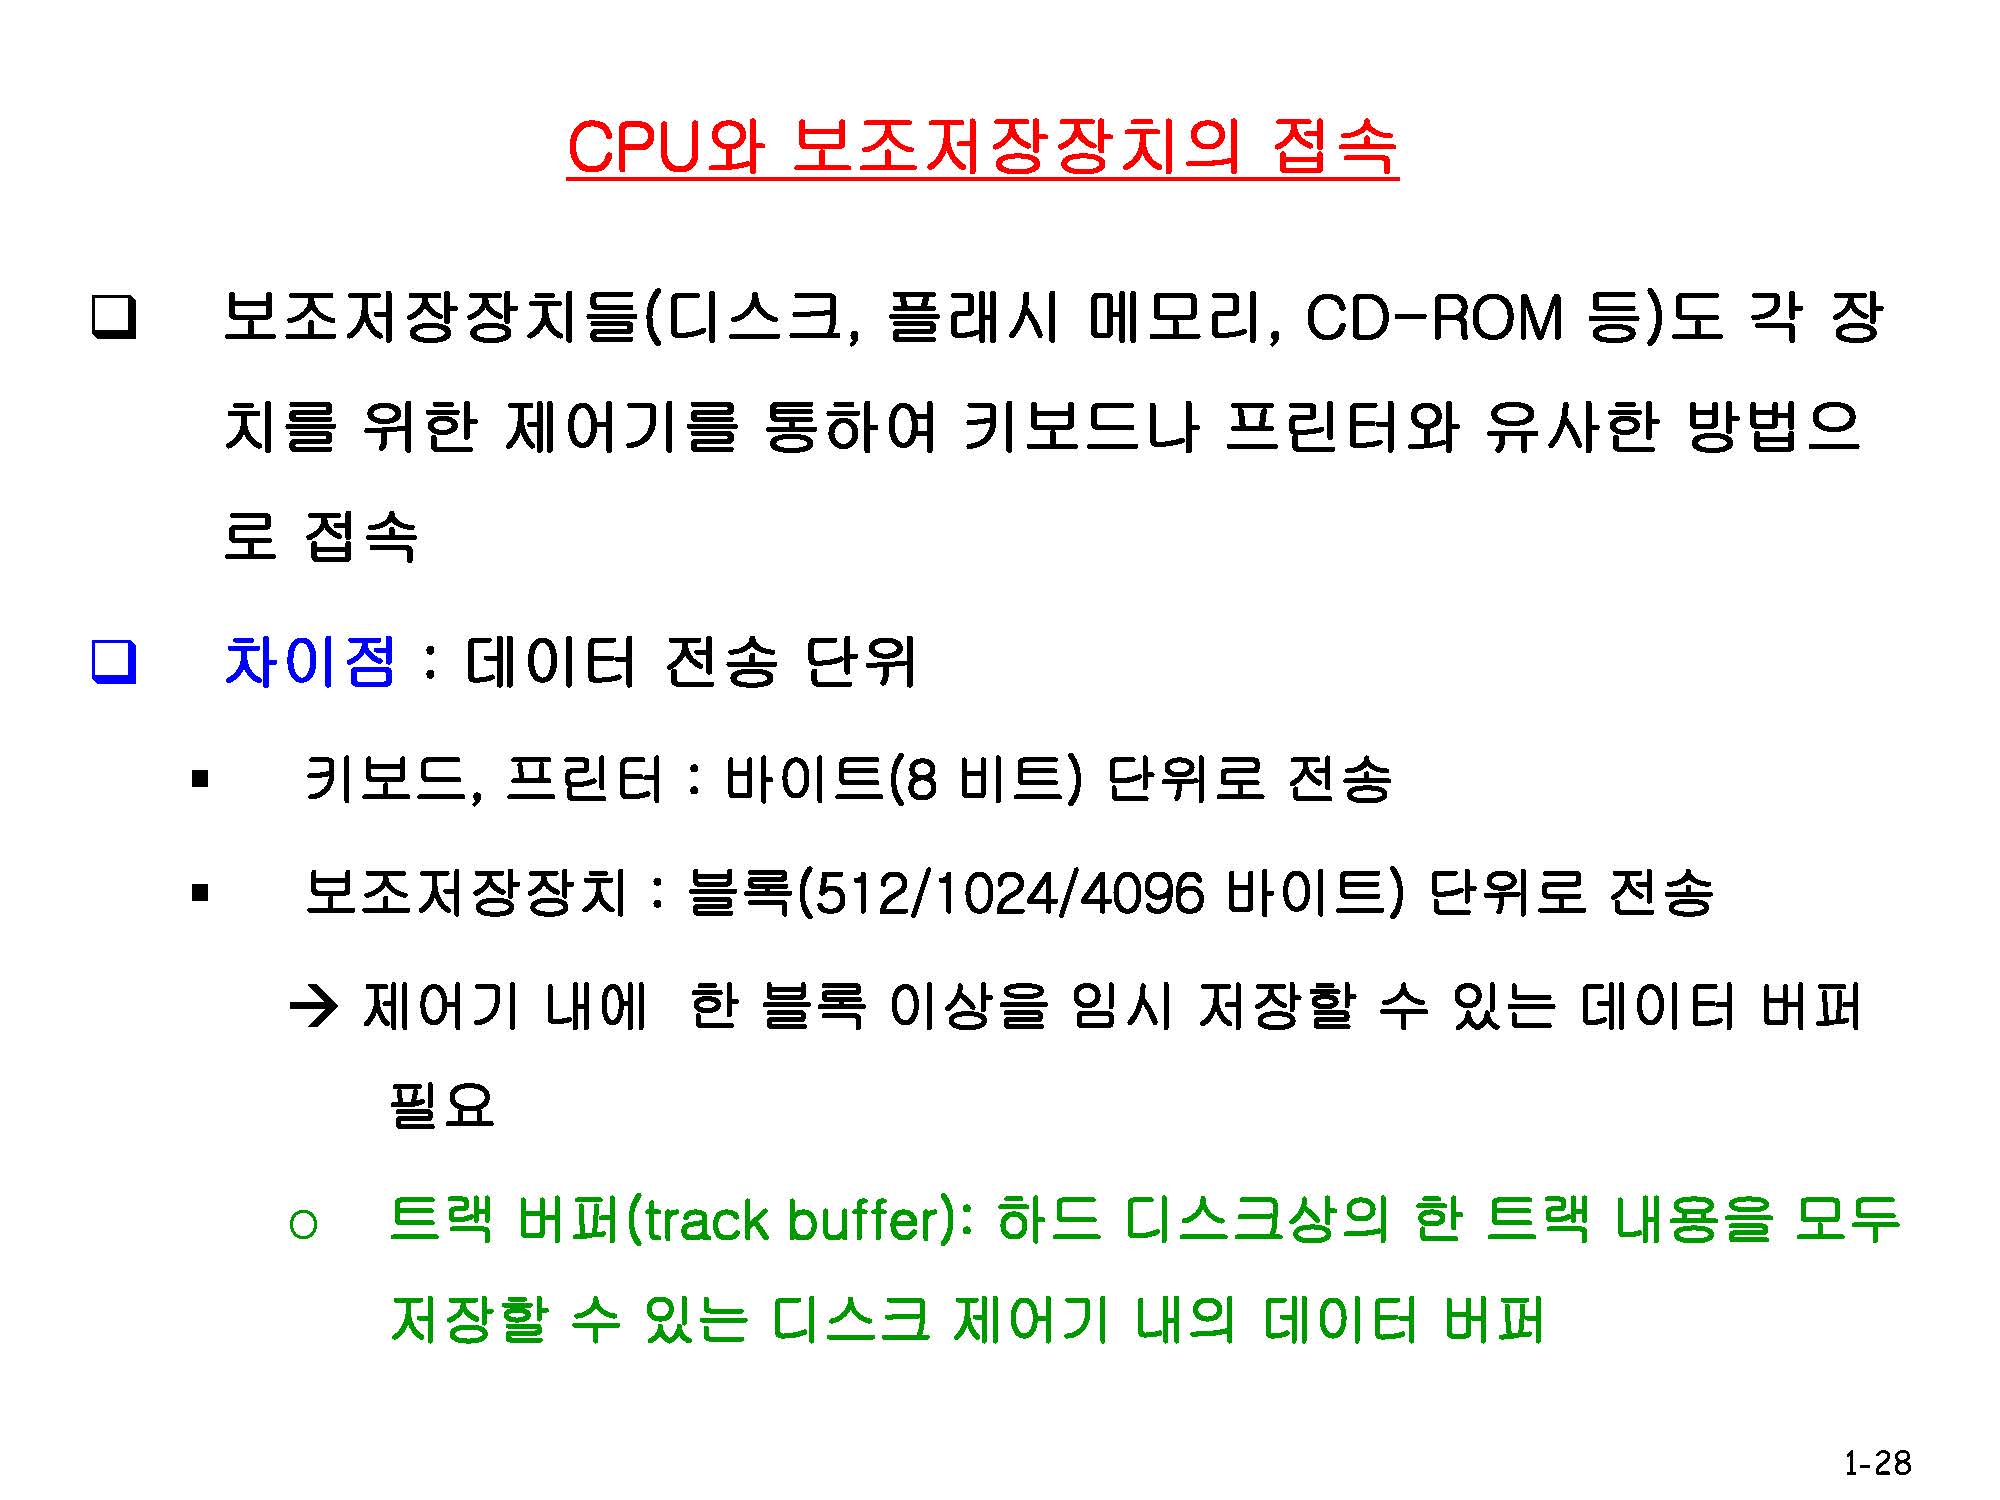 CPU와 보조저장장치의 접속
❑ 보조저장장치들(디스크, 플래시 메모리, CD-ROM 등)도 각 장
치를 위한 제어기를 통하여 키보드나 프린터와 유사한 방법으
로 접속
❑ 차이점 : 데이터 전송 단위
▪ 키보드, 프린터 : 바이트(8 비트) 단위로 전송
▪ 보조저장장치 : 블록(512/1024/4096 바이트) 단위로 전송
→ 제어기 내에 한 블록 이상을 임시 저장할 수 있는 데이터 버퍼
필요
○ 트랙 버퍼(track buffer): 하드 디스크상의 한 트랙 내용을 모두
저장할 수 있는 디스크 제어기 내의 데이터 버퍼
1-28